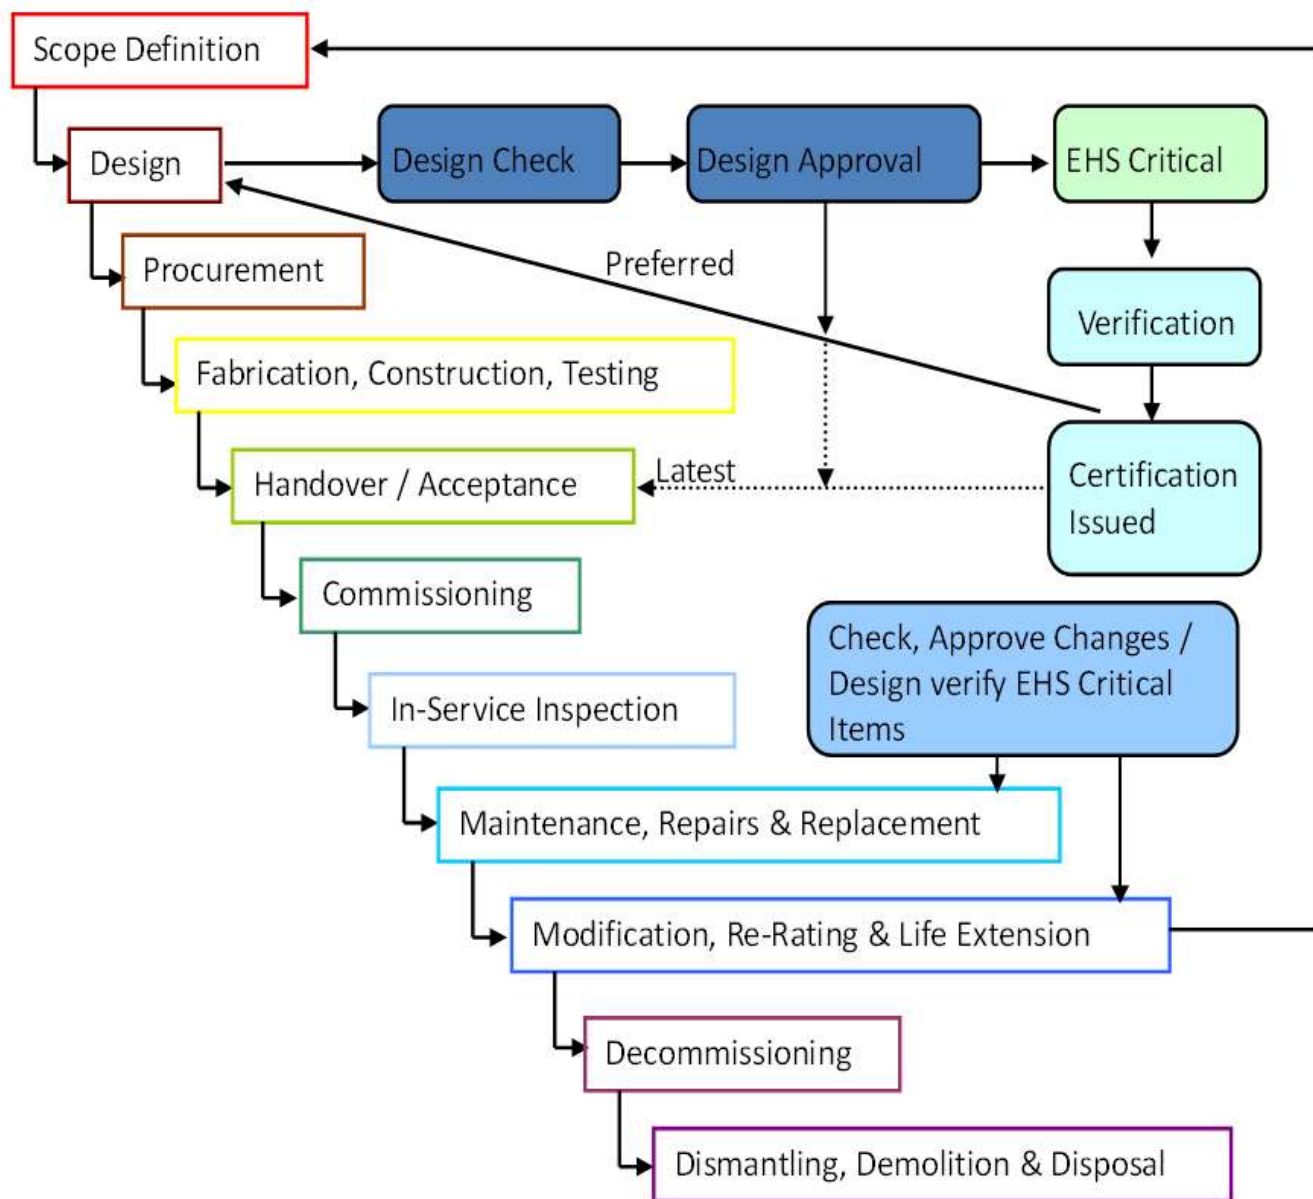 Scope Definition
Design
Design Check
Design Approval
EHS Critical
Procurement
Preferred
Verification
Fabrication, Construction, Testing
Handover / Acceptance
Latest
Certification
Issued
Commissioning
Check, Approve Changes /
Design verify EHS Critical
Items
In-Service Inspection
Maintenance, Repairs & Replacement
Modification, Re-Rating & Life Extension
Decommissioning
Dismantling, Demolition & Disposal